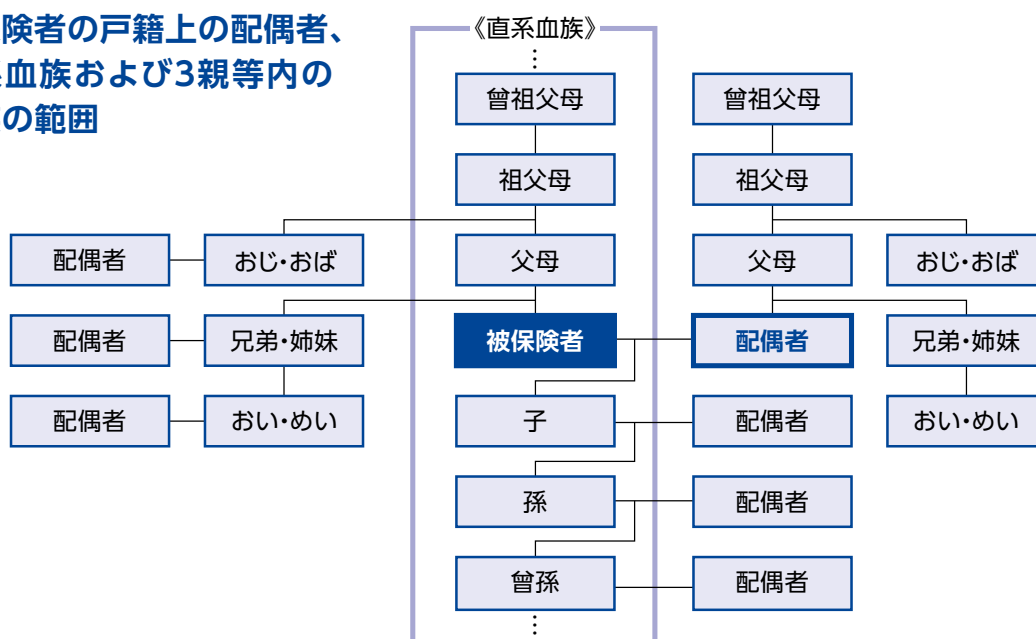 険者の戸籍上の配偶者、
血族および3親等内の
の範囲
《直系血族》
⋮
曾祖父母 曾祖父母
祖父母 祖父母
配偶者 おじ・おば 父母 父母 おじ・おば
配偶者 兄弟・姉妹 被保険者 配偶者 兄弟・姉妹
配偶者 おい・めい 子 配偶者 おい・めい
孫 配偶者
曾孫 配偶者
⋮